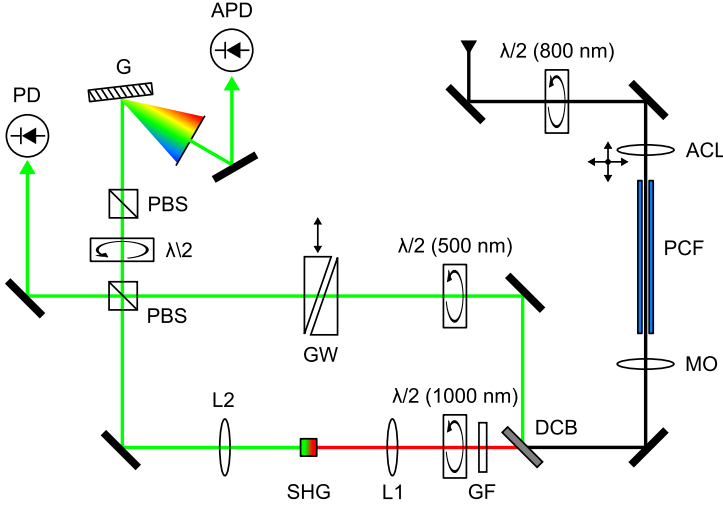 APD
G
λ/2 (800 nm)
PD
ACL
PBS
λ\2
λ/2 (500 nm)
PCF
PBS
GW
MO
L2
λ/2 (1000 nm)
DCB
SHG
L1
GF